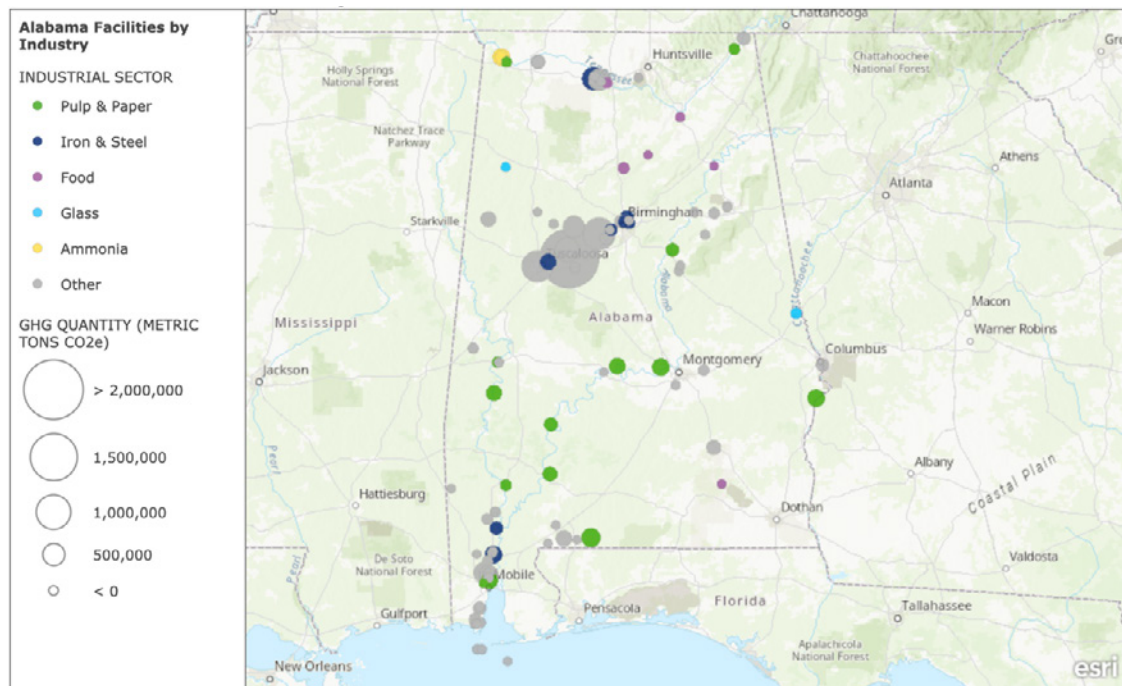 Alabama Facilities by
Industry
INDUSTRIAL SECTOR
Pulp & Paper
Iron & Steel
Food
Glass
Ammonia
Other
GHG QUANTITY (METRIC
TONS CO2e)
> 2,000,000
1,500,000
1,000,000
500,000
< 0
Chattanooga
Huntsville
Holly Springs
National Forest
Chattahoochee
National Forest
Natchez Trace
Parkway
Athens
Atlanta
Starkville
Birmingham
Chattahoochee
Alabama
Macon
Mississippi
Alabama
Warner Robins
Columbus
Montgomery
Jackson
Pearl
Albany
Coastal Plain
Hattiesburg
Dothan
De Soto
National Forest
Pearl
Valdosta
Mobile
Florida
Gulfport
Pensacola
Tallahassee
Apalachicola
National Forest
New Orleans
esri